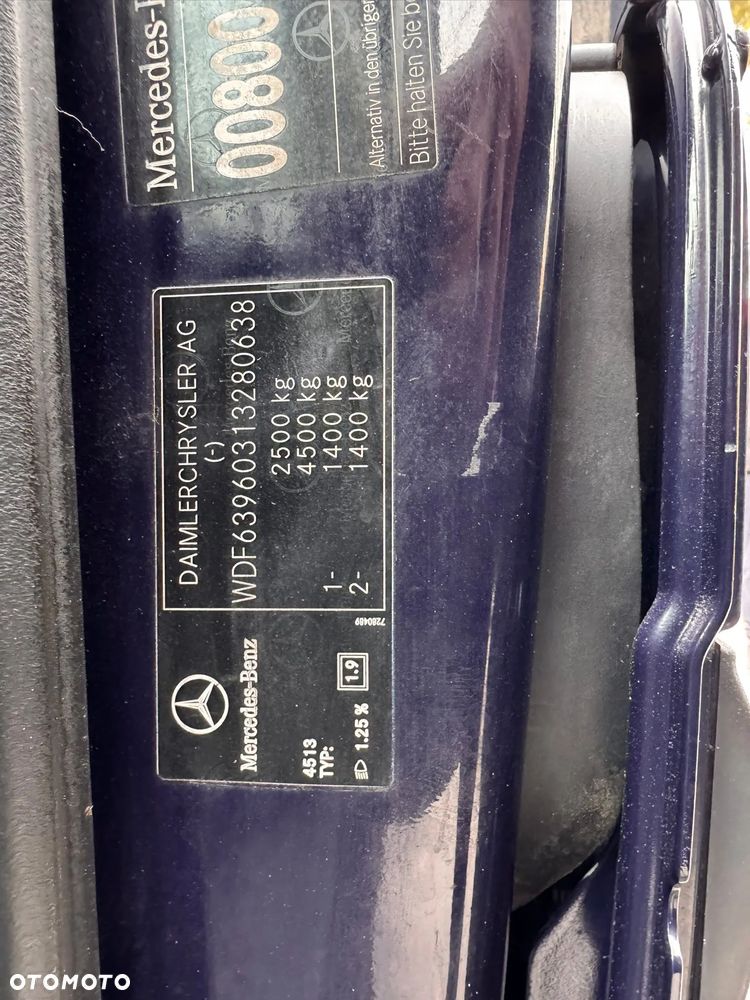 Mercedes-B
00800
Alternativ in den übrigen
Bitte halten Sie be
DAIMLERCHRYSLER AG
(-)
WDF63960313280638
2500 kg
4500 kg
1- 1400 kg
2- 1400 kg
7280489
Mercedes-Benz
4513
TYP:
1.25 %
1.9
OTOMOTO